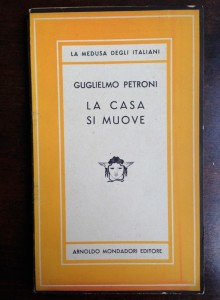 LA MEDUSA DEGLI ITALIANI
GUGLIELMO PETRONI
LA CASA
SI MUOVE
ARNOLDO MONDADORI EDITORE